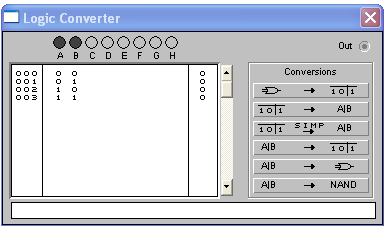 Logic Converter
Out
A B C D E F G H
000 0 0 0
001 0 1 0
002 1 0 0
003 1 1 0
Conversions
→ 1 0 1
1 0 1 → A|B
1 0 1 SIMP → A|B
A|B → 1 0 1
A|B →
A|B → NAND